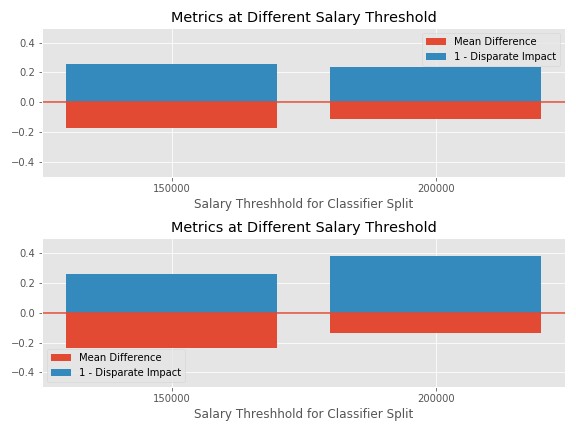 Metrics at Different Salary Threshold
Mean Difference
1 - Disparate Impact
0.4
0.2
0.0
−0.2
−0.4
150000
200000
Salary Threshhold for Classifier Split
Metrics at Different Salary Threshold
0.4
0.2
0.0
−0.2
−0.4
Mean Difference
1 - Disparate Impact
150000
200000
Salary Threshhold for Classifier Split